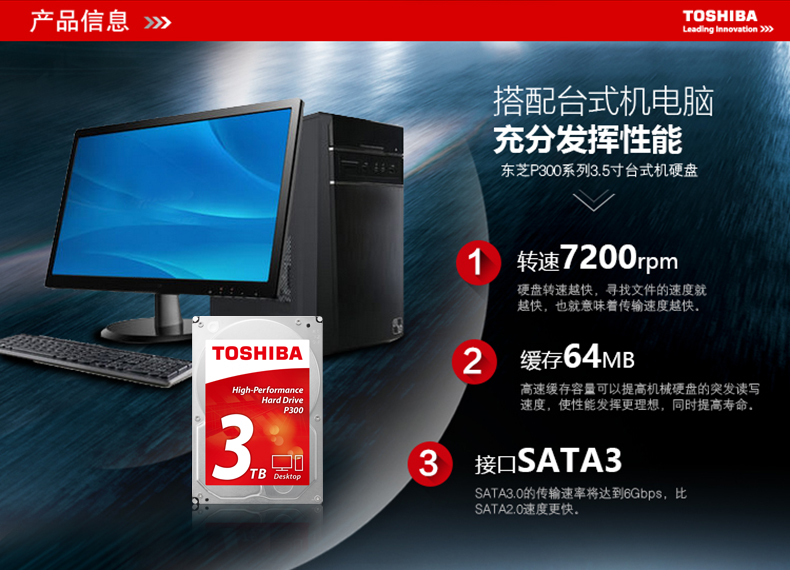 产品信息
TOSHIBA
Leading Innovation >>>
搭配台式机电脑
充分发挥性能
东芝P300系列3.5寸台式机硬盘
1 转速7200rpm
硬盘转速越快，寻找文件的速度就
越快，也就意味着传输速度越快。
2 缓存64MB
高速缓存容量可以提高机械硬盘的突发读写
速度，使性能发挥更理想，同时提高寿命。
3 接口SATA3
SATA3.0的传输速率将达到6Gbps，比
SATA2.0速度更快。
TOSHIBA
High-Performance
Hard Drive
P300
3TB
Desktop